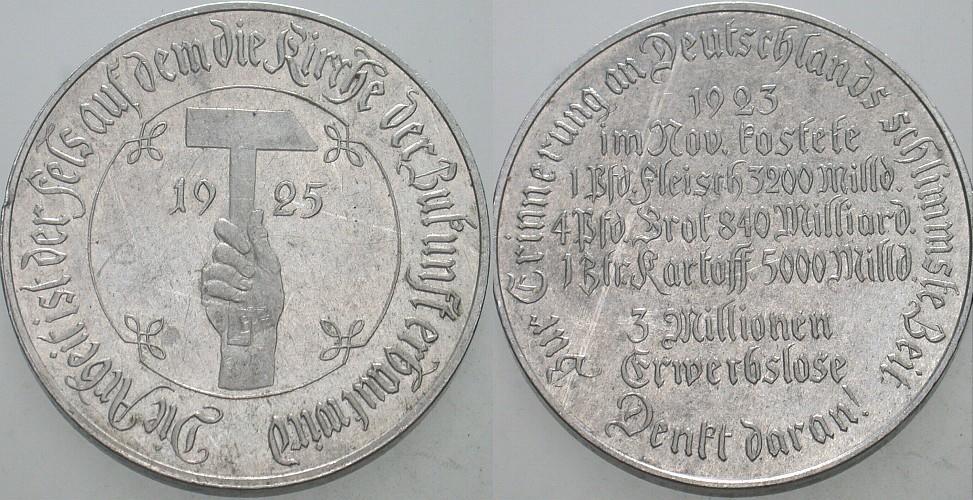 Die Arbeit ist der Fels auf dem die Kirche der Zukunft erbaut wird
19 25
Zur Erinnerung an Deutschlands schlimmste Zeit
1923
im Nov. kostete
1 Pfd. Fleisch 3200 Milld.
4 Pfd. Brot 840 Milliard.
1 Ztr. Kartoff 5000 Milld
3 Millionen
Erwerbslose
Denkt daran!